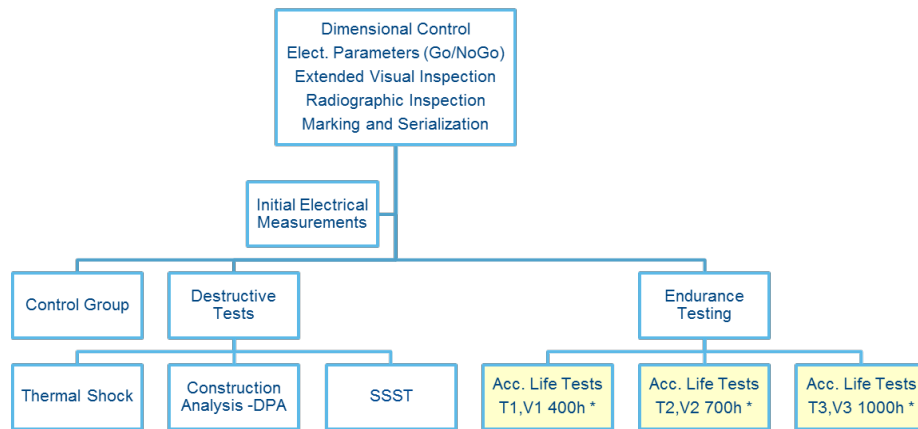 Dimensional Control
Elect. Parameters (Go/NoGo)
Extended Visual Inspection
Radiographic Inspection
Marking and Serialization
Initial Electrical
Measurements
Control Group
Destructive
Tests
Endurance
Testing
Thermal Shock
Construction
Analysis -DPA
SSST
Acc. Life Tests
T1,V1 400h *
Acc. Life Tests
T2,V2 700h *
Acc. Life Tests
T3,V3 1000h *